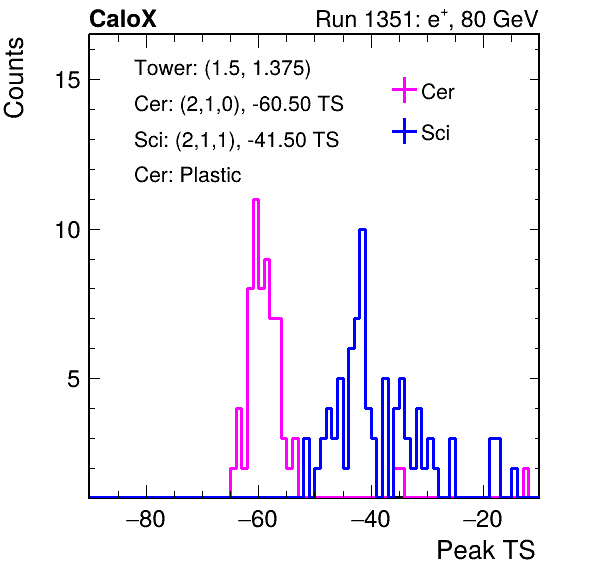 CaloX Run 1351: e⁺, 80 GeV
Counts
Tower: (1.5, 1.375)
Cer: (2,1,0), -60.50 TS
Sci: (2,1,1), -41.50 TS
Cer: Plastic
Cer
Sci
15
10
5
−80 −60 −40 −20
Peak TS